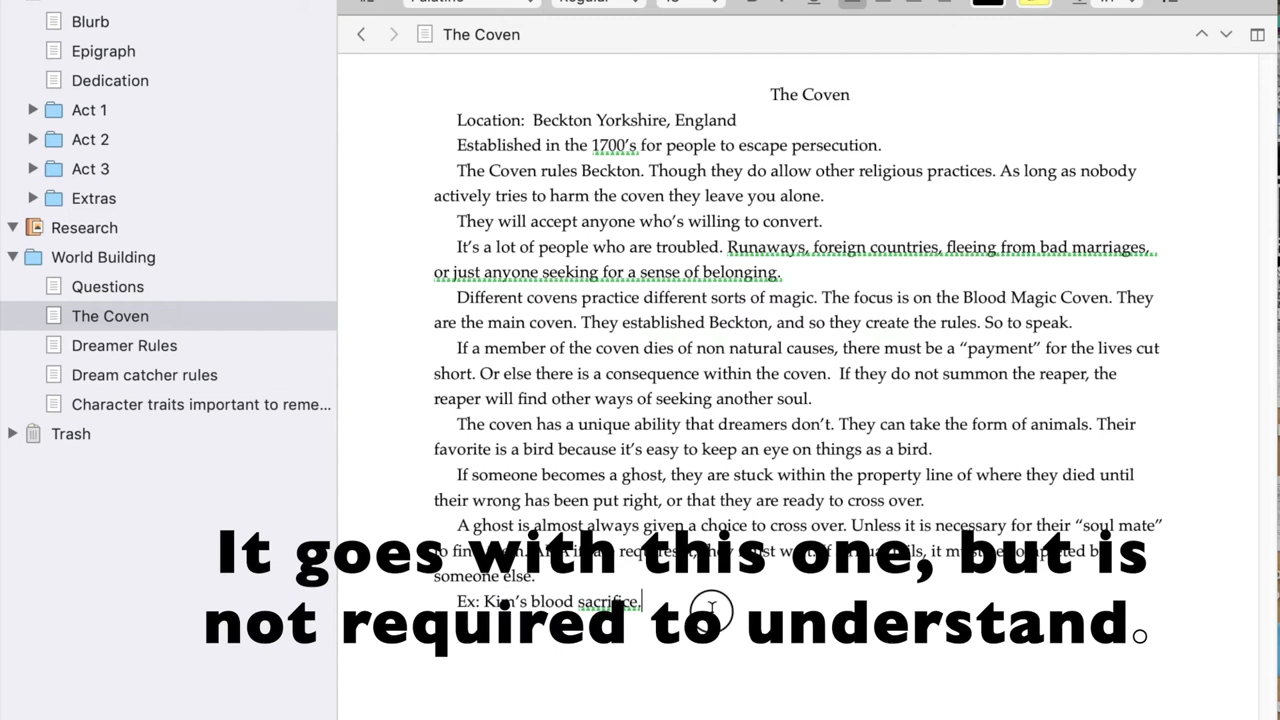 Blurb
Epigraph
Dedication
Act 1
Act 2
Act 3
Extras
Research
World Building
Questions
The Coven
Dreamer Rules
Dream catcher rules
Character traits important to reme...
Trash
The Coven
The Coven
Location:  Beckton Yorkshire, England
Established in the 1700’s for people to escape persecution.
The Coven rules Beckton. Though they do allow other religious practices. As long as nobody
actively tries to harm the coven they leave you alone.
They will accept anyone who’s willing to convert.
It’s a lot of people who are troubled. Runaways, foreign countries, fleeing from bad marriages,
or just anyone seeking for a sense of belonging.
Different covens practice different sorts of magic. The focus is on the Blood Magic Coven. They
are the main coven. They established Beckton, and so they create the rules. So to speak.
If a member of the coven dies of non natural causes, there must be a “payment” for the lives cut
short. Or else there is a consequence within the coven.  If they do not summon the reaper, the
reaper will find other ways of seeking another soul.
The coven has a unique ability that dreamers don’t. They can take the form of animals. Their
favorite is a bird because it’s easy to keep an eye on things as a bird.
If someone becomes a ghost, they are stuck within the property line of where they died until
their wrong has been put right, or that they are ready to cross over.
A ghost is almost always given a choice to cross over. Unless it is necessary for their “soul mate”
someone else.
Ex: Kim’s blood sacrifice.
It goes with this one, but is
not required to understand.